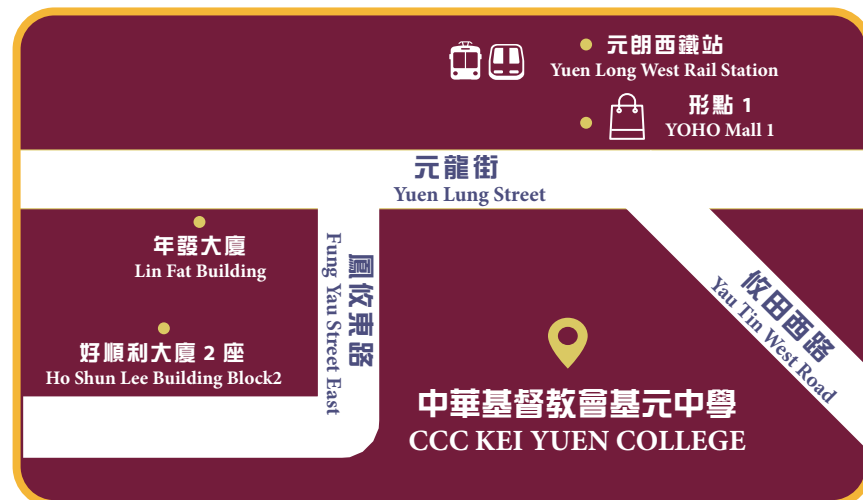 元朗西鐵站
Yuen Long West Rail Station
形點 1
YOHO Mall 1
元龍街
Yuen Lung Street
年發大廈
Lin Fat Building
鳳攸東路
Fung Yau Street East
攸田西路
Yau Tin West Road
好順利大廈 2 座
Ho Shun Lee Building Block2
中華基督教會基元中學
CCC KEI YUEN COLLEGE